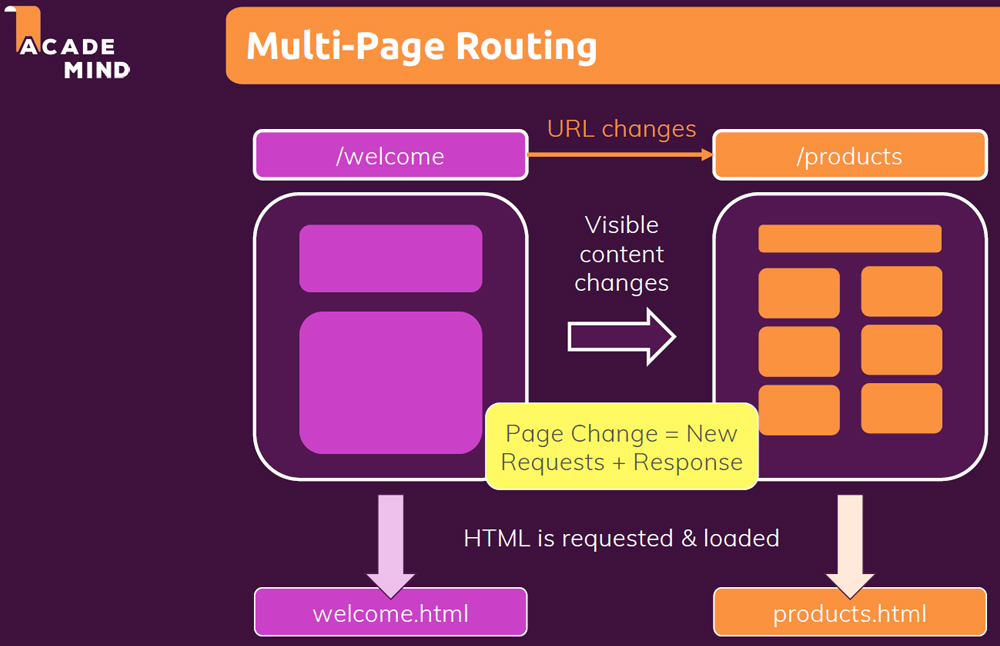 ACADE
MIND
Multi-Page Routing
URL changes
/welcome
/products
Visible
content
changes
Page Change = New
Requests + Response
HTML is requested & loaded
welcome.html
products.html